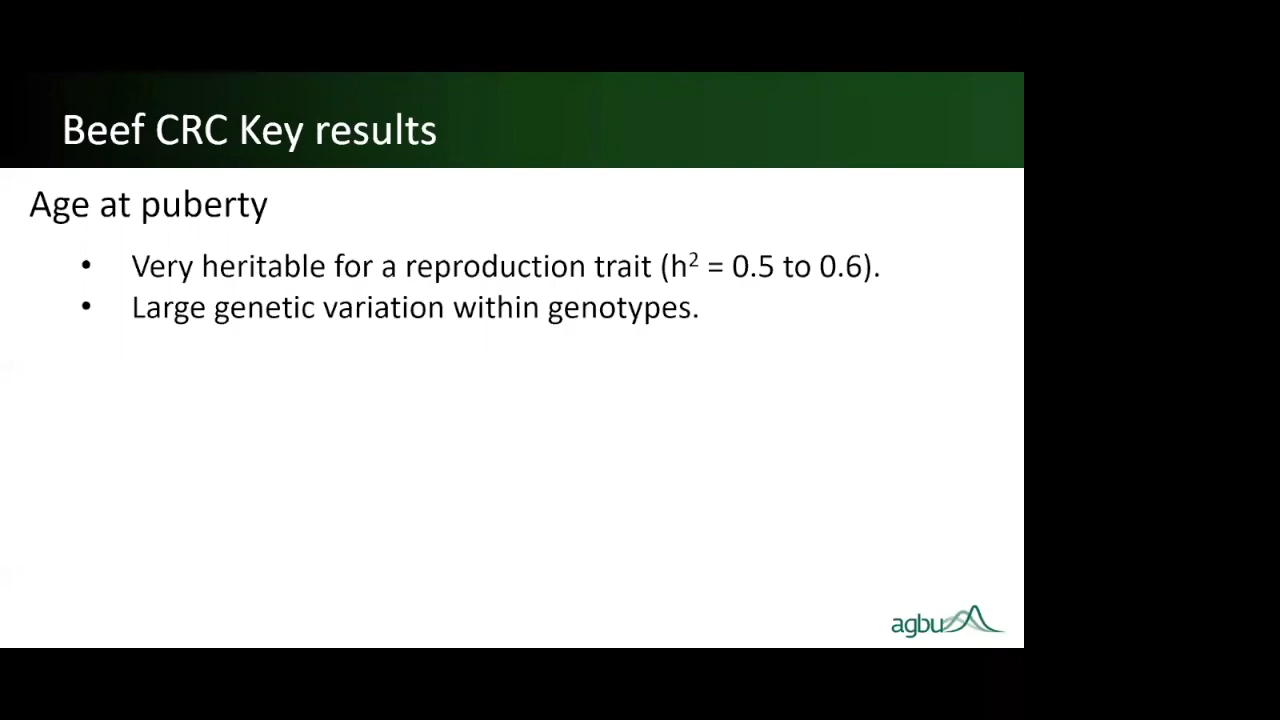 Beef CRC Key results
Age at puberty
• Very heritable for a reproduction trait (h² = 0.5 to 0.6).
• Large genetic variation within genotypes.
agbu